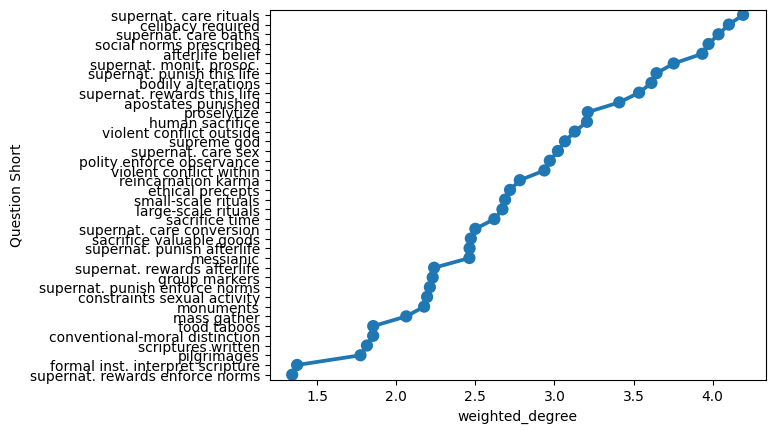 supernat. care rituals
celibacy required
supernat. care baths
social norms prescribed
afterlife belief
supernat. monit. prosoc.
supernat. punish this life
bodily alterations
supernat. rewards this life
apostates punished
proselytize
human sacrifice
violent conflict outside
supreme god
supernat. care sex
polity enforce observance
violent conflict within
reincarnation karma
ethical precepts
small-scale rituals
large-scale rituals
sacrifice time
supernat. care conversion
sacrifice valuable goods
supernat. punish afterlife
messianic
supernat. rewards afterlife
group markers
supernat. punish enforce norms
constraints sexual activity
monuments
mass gather
food taboos
conventional-moral distinction
scriptures written
pilgrimages
formal inst. interpret scripture
supernat. rewards enforce norms
Question Short
1.5 2.0 2.5 3.0 3.5 4.0
weighted_degree